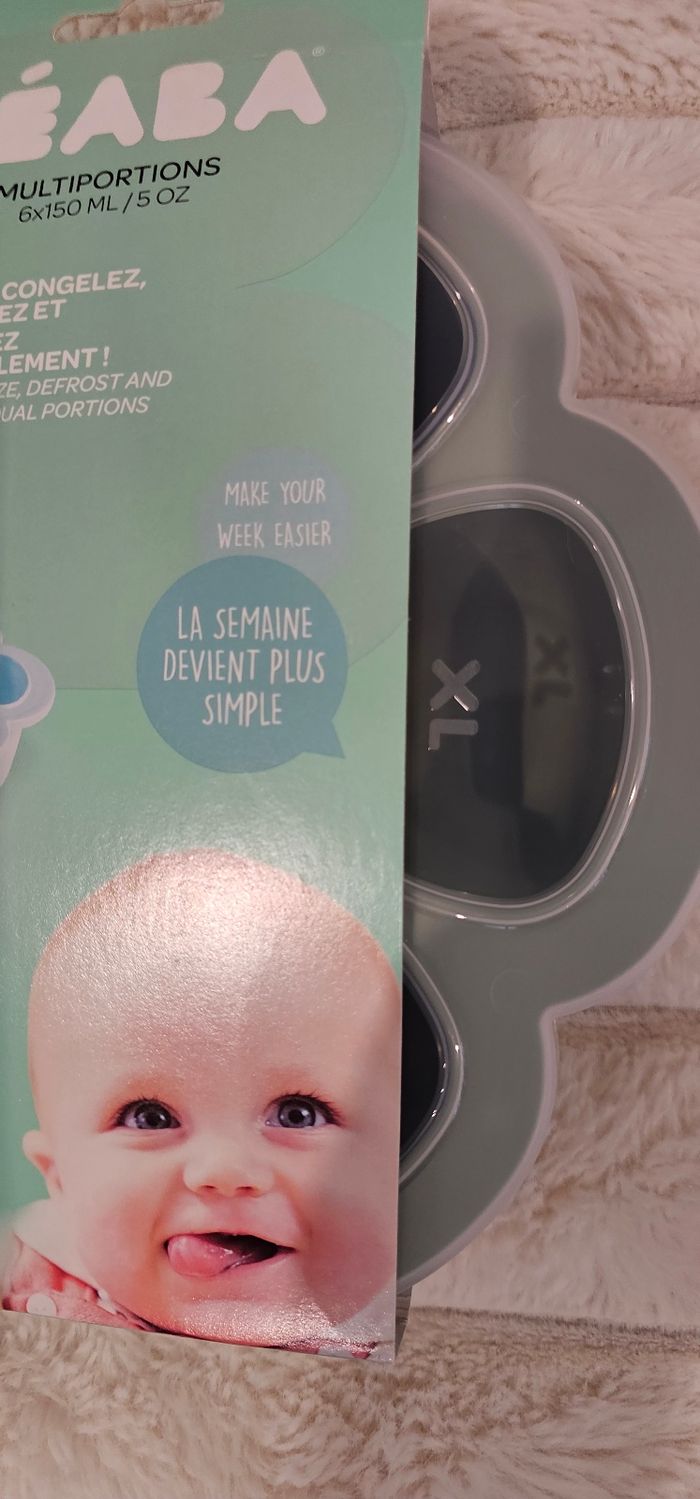 ÉABA®
MULTIPORTIONS
6x150 ML / 5 OZ
CONGELEZ,
EZ ET
EZ
LEMENT !
ZE, DEFROST AND
UAL PORTIONS
MAKE YOUR
WEEK EASIER
LA SEMAINE
DEVIENT PLUS
SIMPLE
XL
XL